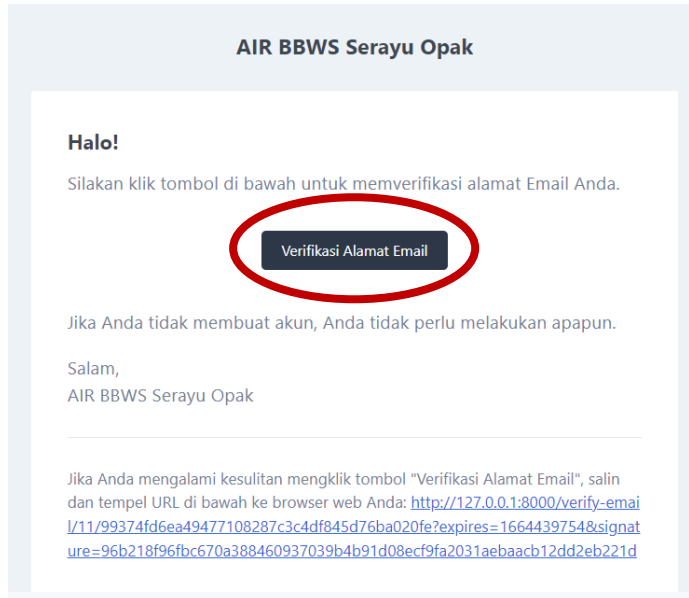 AIR BBWS Serayu Opak
Halo!
Silakan klik tombol di bawah untuk memverifikasi alamat Email Anda.
Verifikasi Alamat Email
Jika Anda tidak membuat akun, Anda tidak perlu melakukan apapun.
Salam,
AIR BBWS Serayu Opak
Jika Anda mengalami kesulitan mengklik tombol "Verifikasi Alamat Email", salin
dan tempel URL di bawah ke browser web Anda: http://127.0.0.1:8000/verify-emai
l/11/99374fd6ea49477108287c3c4df845d76ba020fe?expires=1664439754&signat
ure=96b218f96fbc670a388460937039b4b91d08ecf9fa2031aebaacb12dd2eb221d